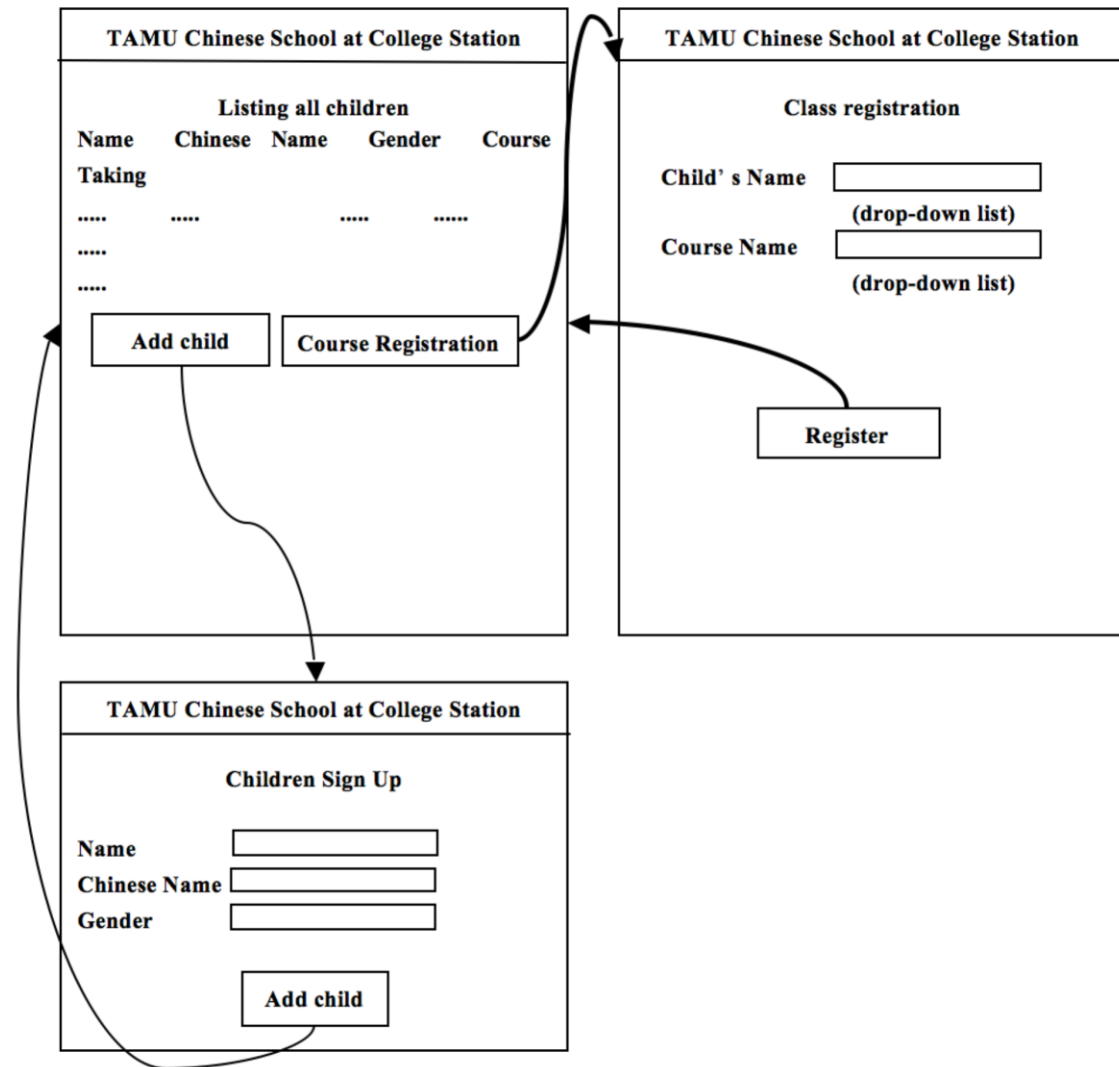 TAMU Chinese School at College Station
Listing all children
Name Chinese Name Gender Course
Taking
..... ..... ..... ......
.....
.....
Add child Course Registration
TAMU Chinese School at College Station
Class registration
Child’ s Name
(drop-down list)
Course Name
(drop-down list)
Register
TAMU Chinese School at College Station
Children Sign Up
Name
Chinese Name
Gender
Add child